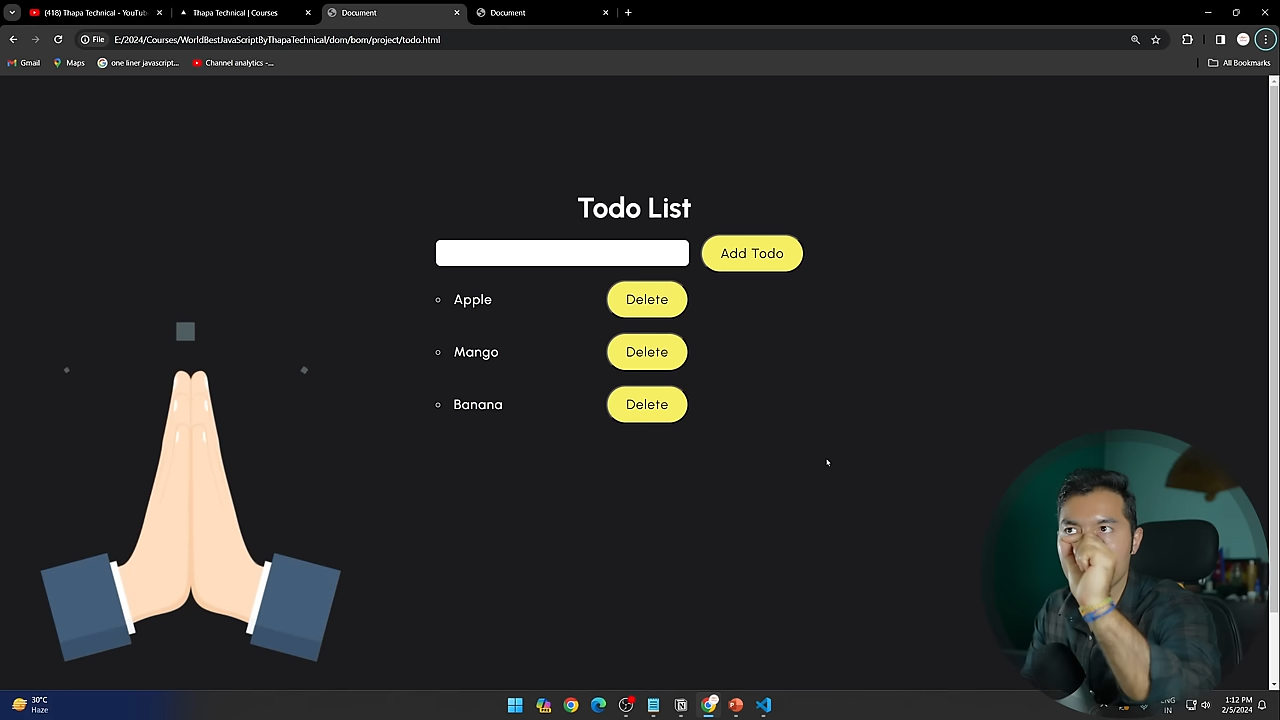 (418) Thapa Technical - YouTub
Thapa Technical | Courses
Document
Document
File
E:/2024/Courses/WorldBestJavaScriptByThapaTechnical/dom/bom/project/todo.html
Gmail
Maps
one liner javascript...
Channel analytics -...
All Bookmarks
Todo List
Add Todo
Apple
Delete
Mango
Delete
Banana
Delete
30°C
Haze
ENG
IN
1:12 PM
2/5/2024